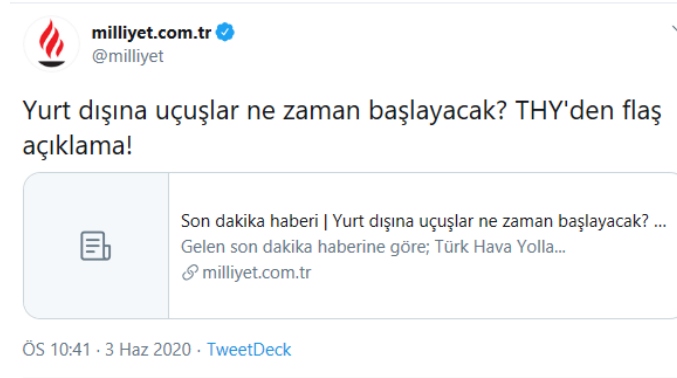 milliyet.com.tr
@milliyet
Yurt dışına uçuşlar ne zaman başlayacak? THY'den flaş
açıklama!
Son dakika haberi | Yurt dışına uçuşlar ne zaman başlayacak? ...
Gelen son dakika haberine göre; Türk Hava Yolla...
milliyet.com.tr
ÖS 10:41 · 3 Haz 2020 · TweetDeck